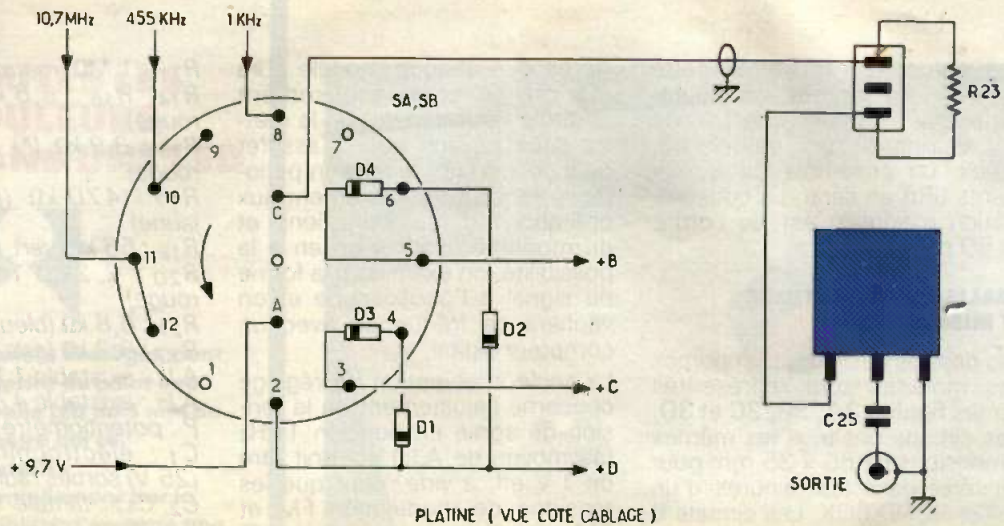 10,7MHz 455 KHz 1 KHz
SA,SB
R23
8
7
9
D4
10
C
6
11
5
+B
12
A
D3
4
D2
1
3
+C
2
D1
C25
+9,7 V
+D
SORTIE
PLATINE ( VUE COTE CABLAGE )